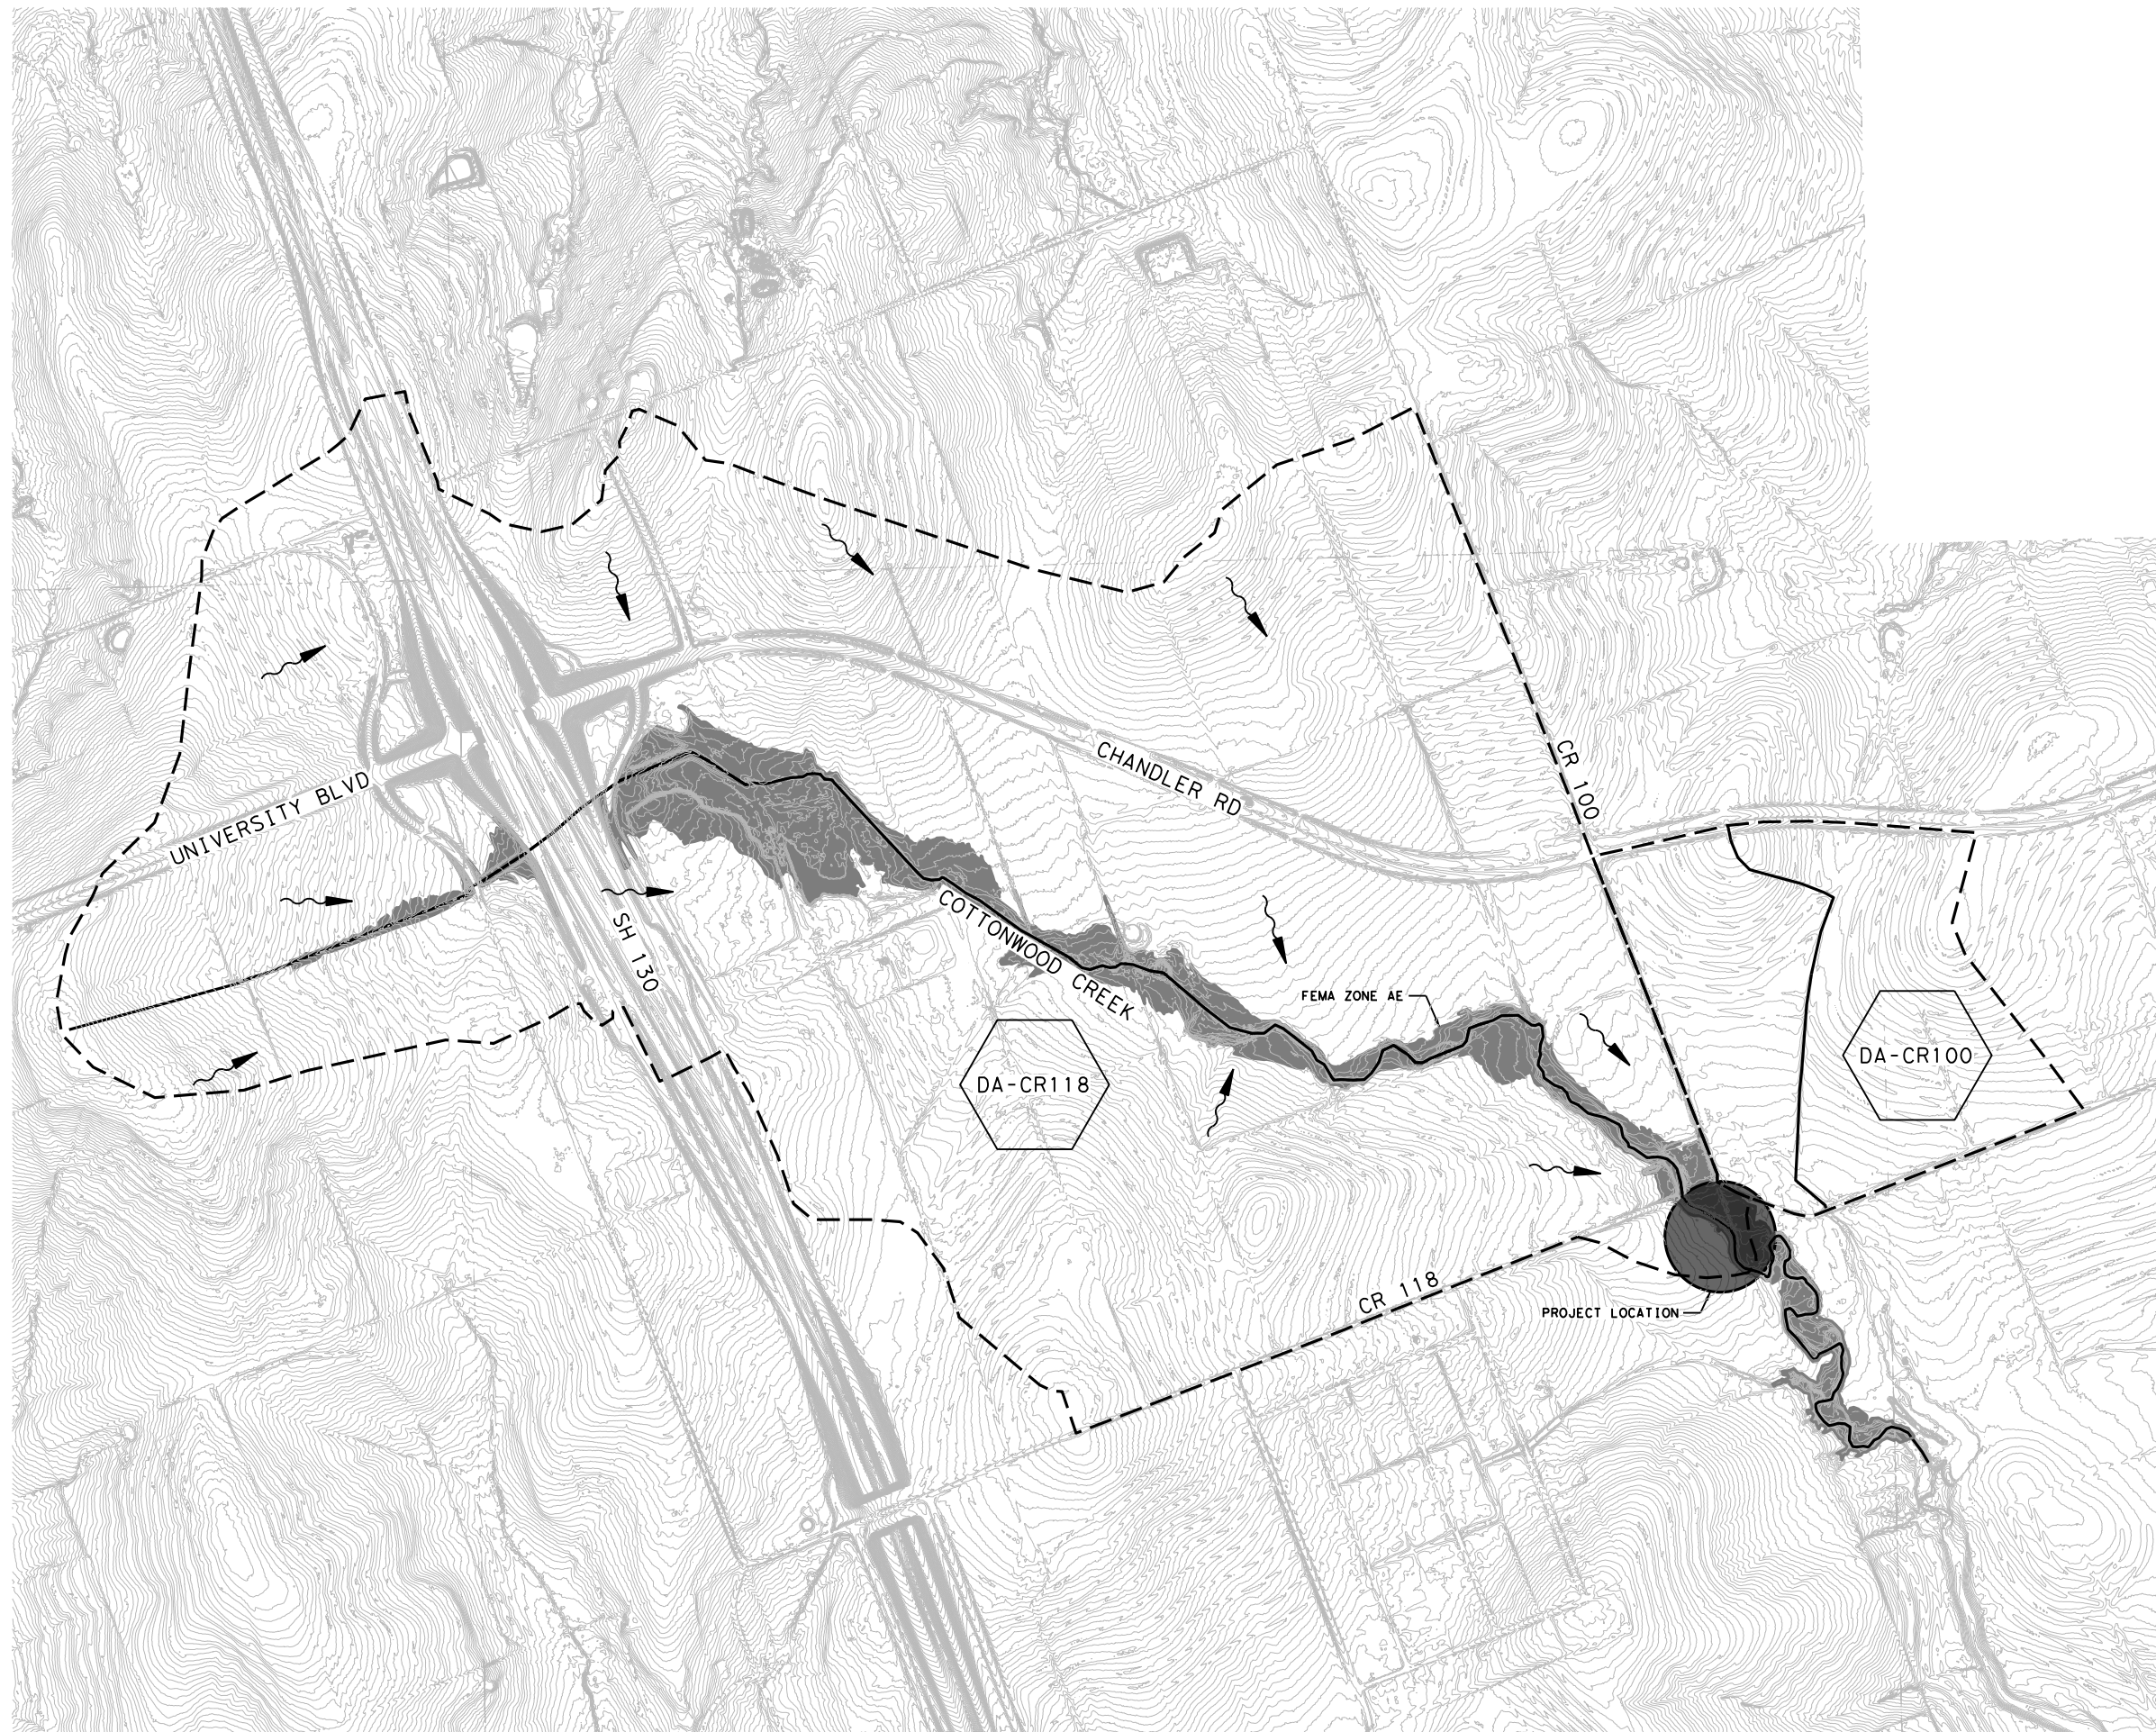 CHANDLER RD
CR 100
UNIVERSITY BLVD
COTTONWOOD CREEK
SH 130
FEMA ZONE AE
DA-CR118
DA-CR100
CR 118
PROJECT LOCATION